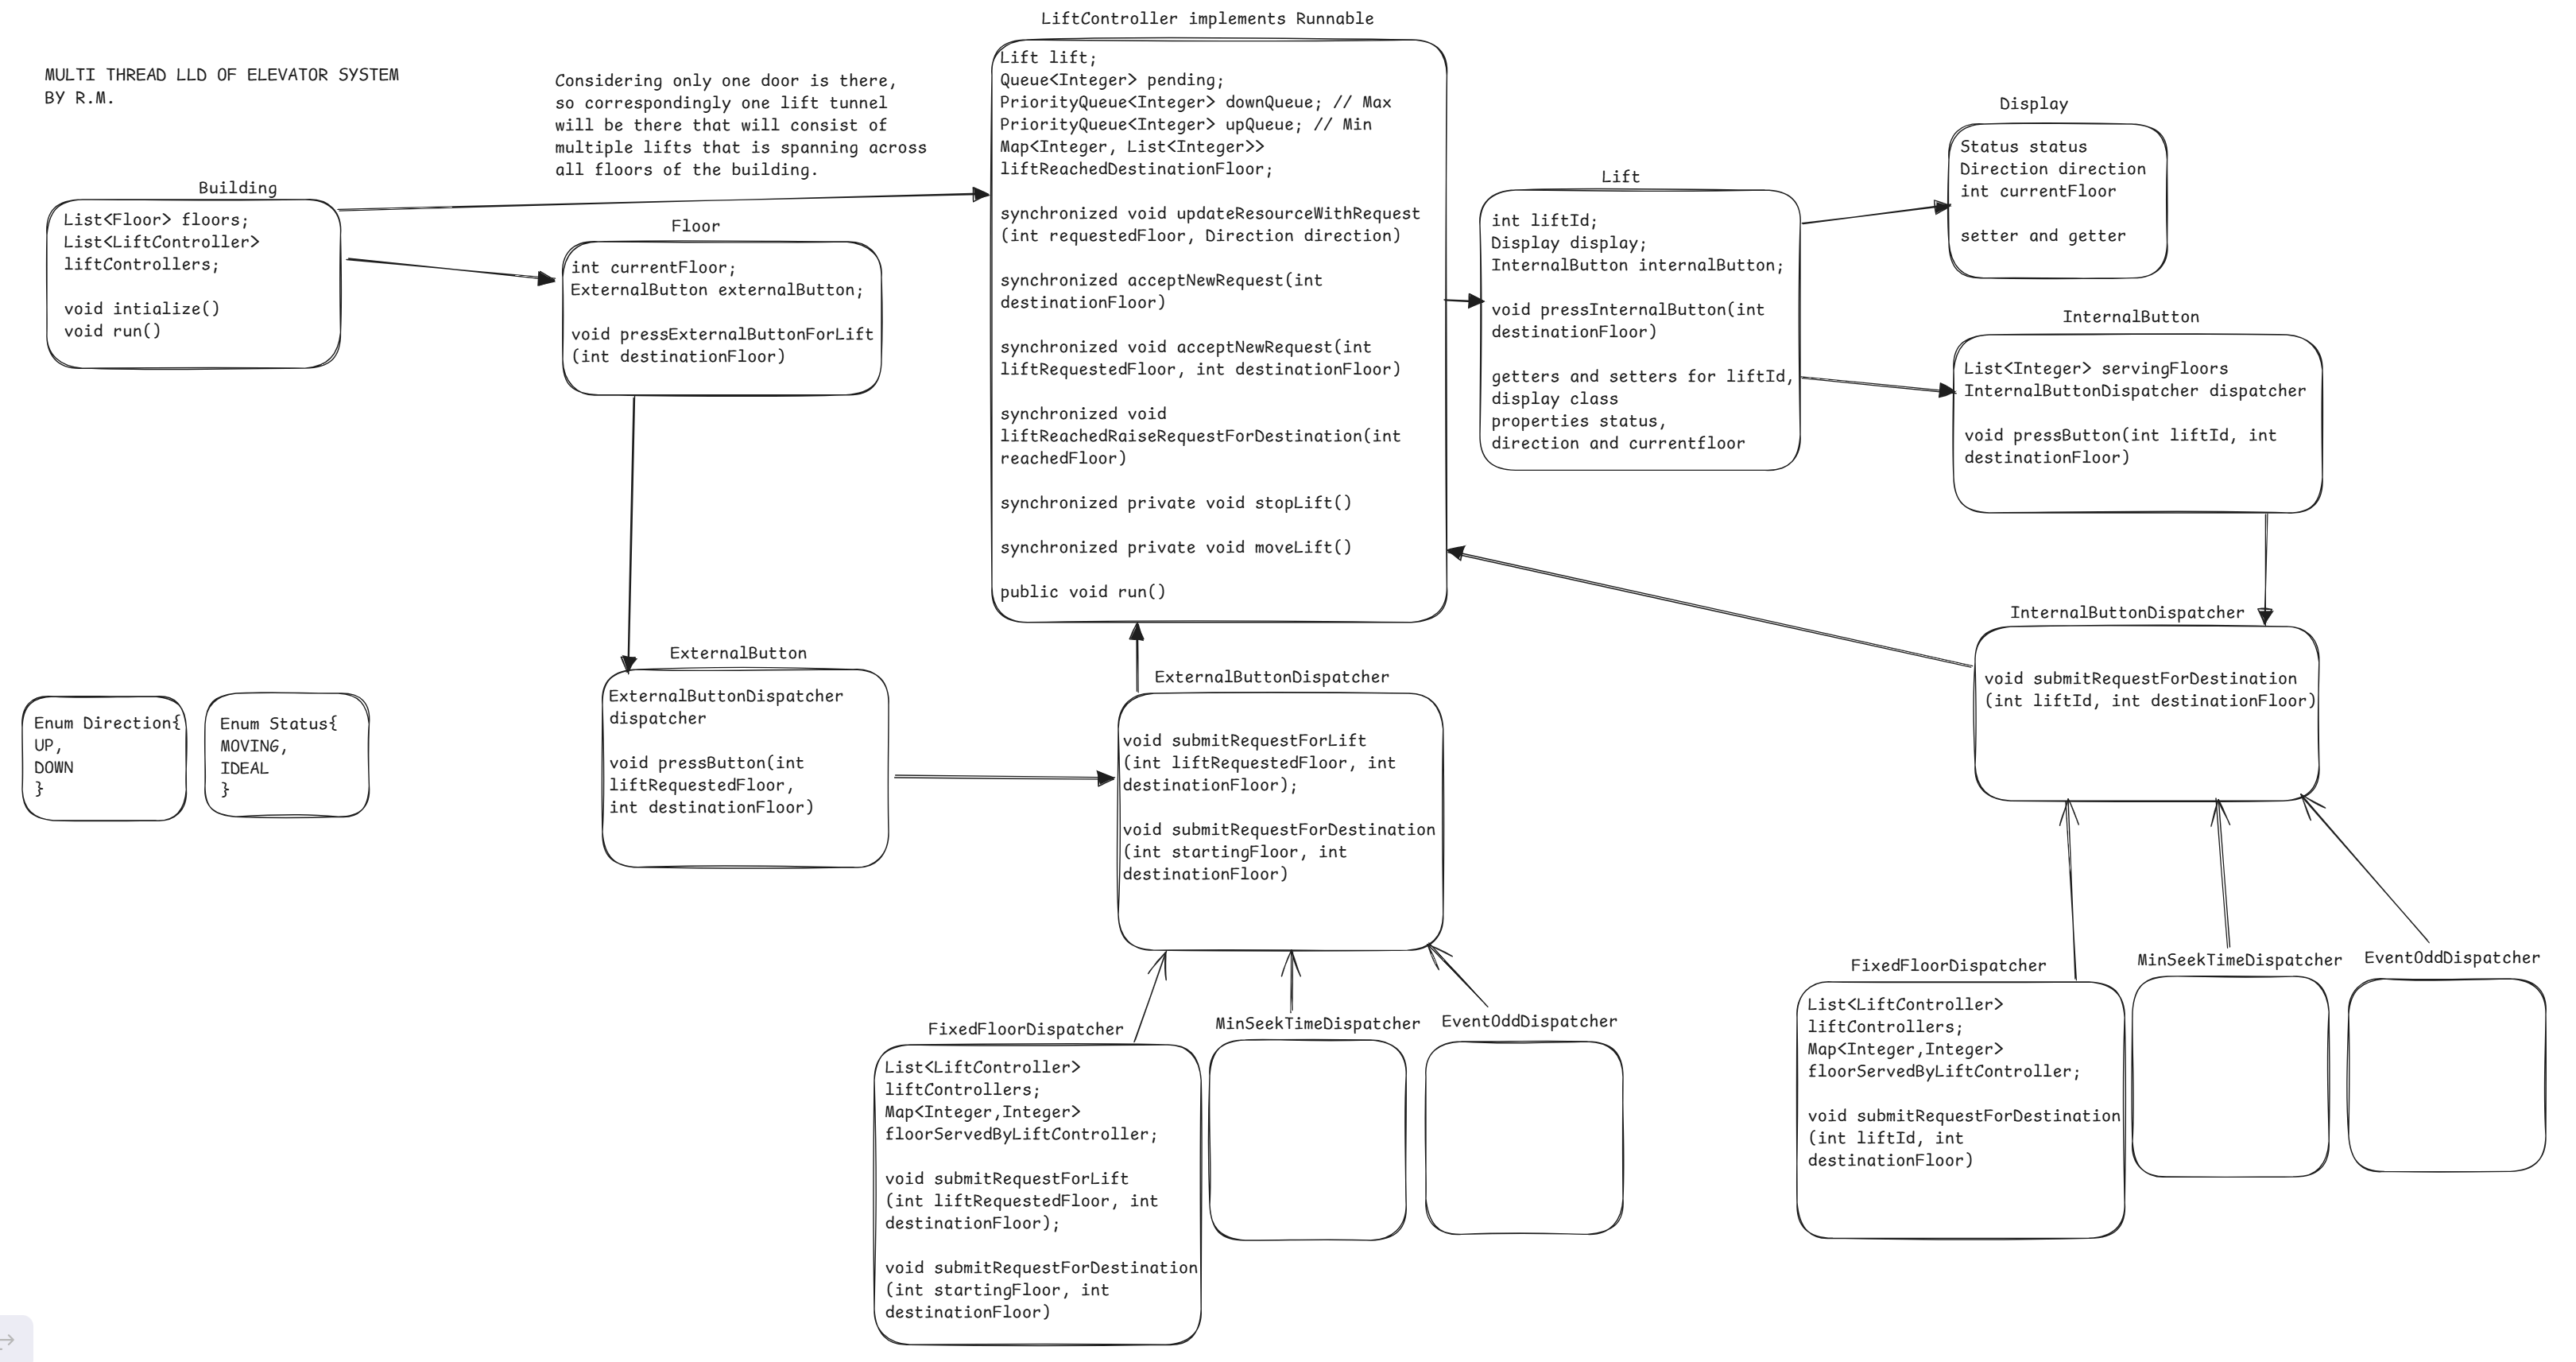 MULTI THREAD LLD OF ELEVATOR SYSTEM
BY R.M.
Considering only one door is there,
so correspondingly one lift tunnel
will be there that will consist of
multiple lifts that is spanning across
all floors of the building.
Building
List<Floor> floors;
List<LiftController>
liftControllers;
void intialize()
void run()
Floor
int currentFloor;
ExternalButton externalButton;
void pressExternalButtonForLift
(int destinationFloor)
LiftController implements Runnable
Lift lift;
Queue<Integer> pending;
PriorityQueue<Integer> downQueue; // Max
PriorityQueue<Integer> upQueue; // Min
Map<Integer, List<Integer>>
liftReachedDestinationFloor;
synchronized void updateResourceWithRequest
(int requestedFloor, Direction direction)
synchronized acceptNewRequest(int
destinationFloor)
synchronized void acceptNewRequest(int
liftRequestedFloor, int destinationFloor)
synchronized void
liftReachedRaiseRequestForDestination(int
reachedFloor)
synchronized private void stopLift()
synchronized private void moveLift()
public void run()
Lift
int liftId;
Display display;
InternalButton internalButton;
void pressInternalButton(int
destinationFloor)
getters and setters for liftId,
display class
properties status,
direction and currentfloor
Display
Status status
Direction direction
int currentFloor
setter and getter
InternalButton
List<Integer> servingFloors
InternalButtonDispatcher dispatcher
void pressButton(int liftId, int
destinationFloor)
InternalButtonDispatcher
void submitRequestForDestination
(int liftId, int destinationFloor)
Enum Direction{
UP,
DOWN
}
Enum Status{
MOVING,
IDEAL
}
ExternalButton
ExternalButtonDispatcher
dispatcher
void pressButton(int
liftRequestedFloor,
int destinationFloor)
ExternalButtonDispatcher
void submitRequestForLift
(int liftRequestedFloor, int
destinationFloor);
void submitRequestForDestination
(int startingFloor, int
destinationFloor)
FixedFloorDispatcher
List<LiftController>
liftControllers;
Map<Integer,Integer>
floorServedByLiftController;
void submitRequestForLift
(int liftRequestedFloor, int
destinationFloor);
void submitRequestForDestination
(int startingFloor, int
destinationFloor)
MinSeekTimeDispatcher
EventOddDispatcher
FixedFloorDispatcher
List<LiftController>
liftControllers;
Map<Integer,Integer>
floorServedByLiftController;
void submitRequestForDestination
(int liftId, int
destinationFloor)
MinSeekTimeDispatcher
EventOddDispatcher